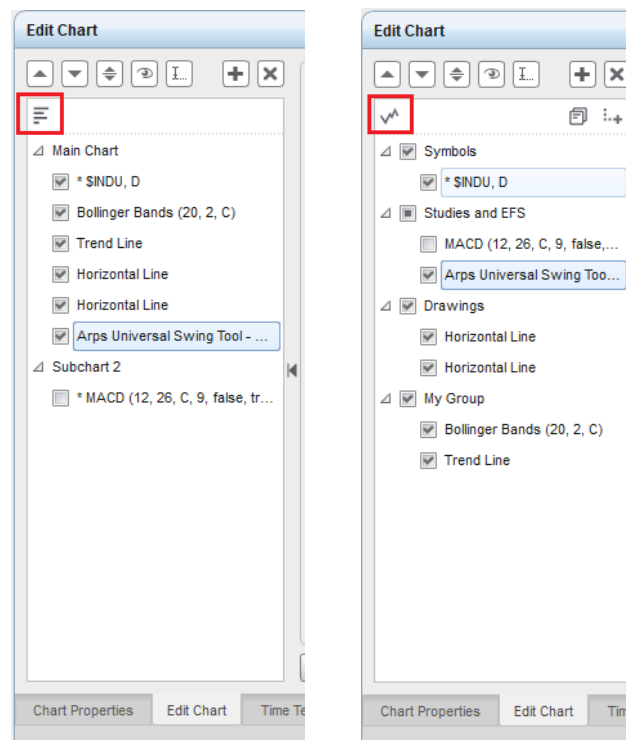 Edit Chart
Main Chart
* $INDU, D
Bollinger Bands (20, 2, C)
Trend Line
Horizontal Line
Horizontal Line
Arps Universal Swing Tool - ...
Subchart 2
* MACD (12, 26, C, 9, false, tr...
Chart Properties Edit Chart Time Te
Edit Chart
Symbols
* $INDU, D
Studies and EFS
MACD (12, 26, C, 9, false,...
Arps Universal Swing Too...
Drawings
Horizontal Line
Horizontal Line
My Group
Bollinger Bands (20, 2, C)
Trend Line
Chart Properties Edit Chart Tim